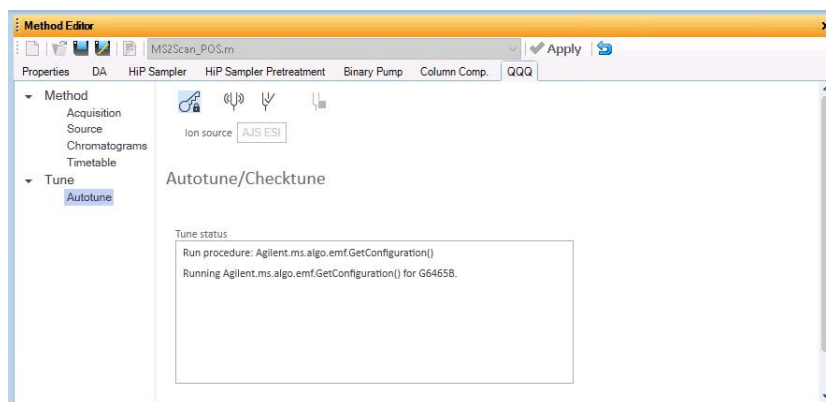 Method Editor
MS2Scan_POS.m
Apply
Properties DA HiP Sampler HiP Sampler Pretreatment Binary Pump Column Comp. QQQ
Method
Acquisition
Source
Chromatograms
Timetable
Tune
Autotune
Ion source AJS ESI
Autotune/Checktune
Tune status
Run procedure: Agilent.ms.algo.emf.GetConfiguration()
Running Agilent.ms.algo.emf.GetConfiguration() for G6465B.